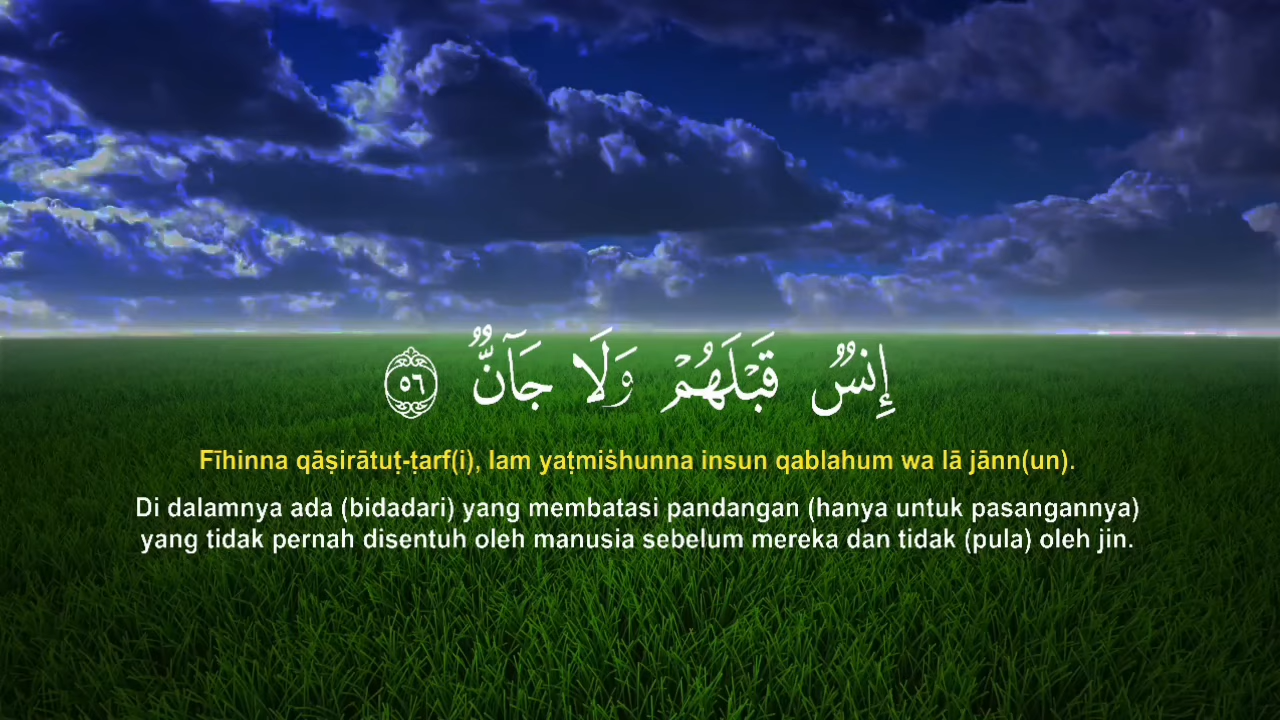 إِنسٌ قَبْلَهُمْ وَلَا جَآنٌّ ٥٦
Fīhinna qāṣirātuṭ-ṭarf(i), lam yaṭmiṡhunna insun qablahum wa lā jānn(un).
Di dalamnya ada (bidadari) yang membatasi pandangan (hanya untuk pasangannya)
yang tidak pernah disentuh oleh manusia sebelum mereka dan tidak (pula) oleh jin.